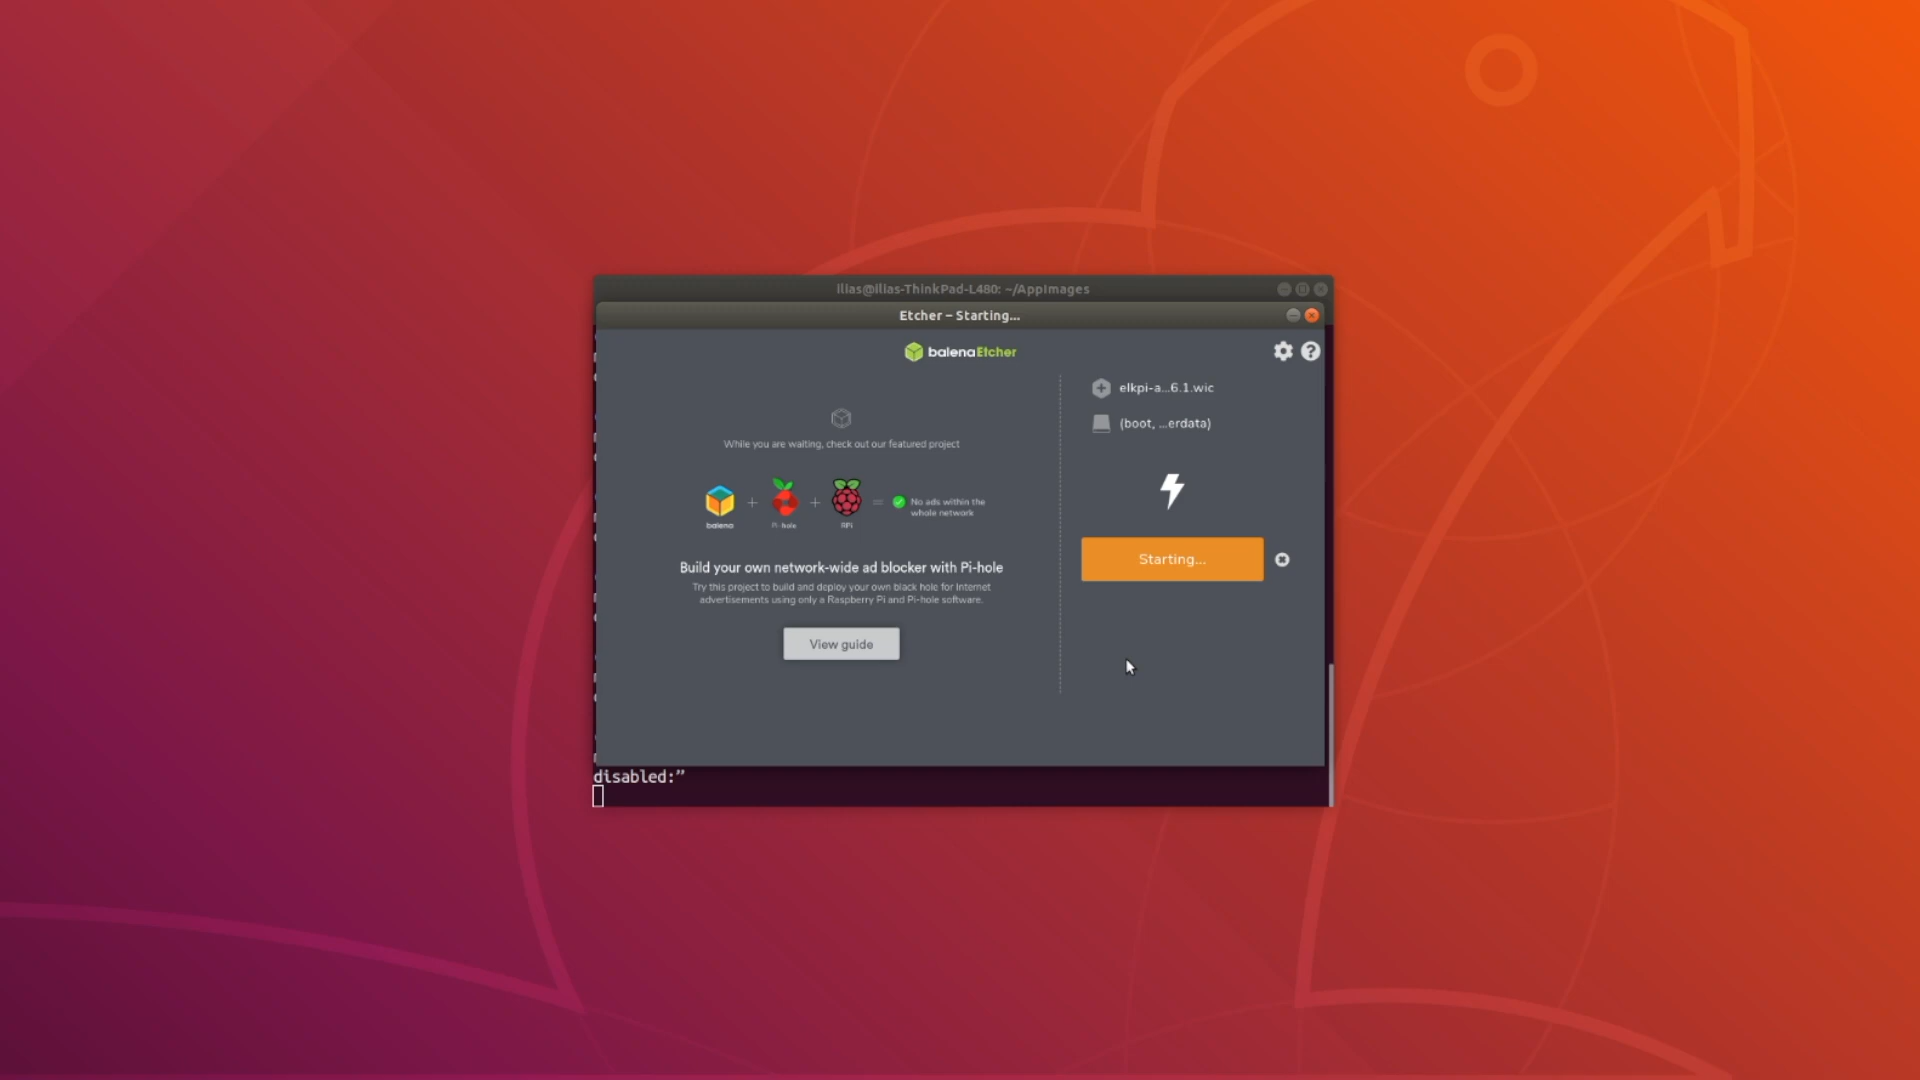 ilias@ilias-ThinkPad-L480: ~/AppImages
Etcher – Starting...
balenaEtcher
elkpi-a...6.1.wic
(boot, ...erdata)
While you are waiting, check out our featured project
balena + Pi-hole + RPi = No ads within the
whole network
Starting...
Build your own network-wide ad blocker with Pi-hole
Try this project to build and deploy your own black hole for Internet
advertisements using only a Raspberry Pi and Pi-hole software.
View guide
disabled:”